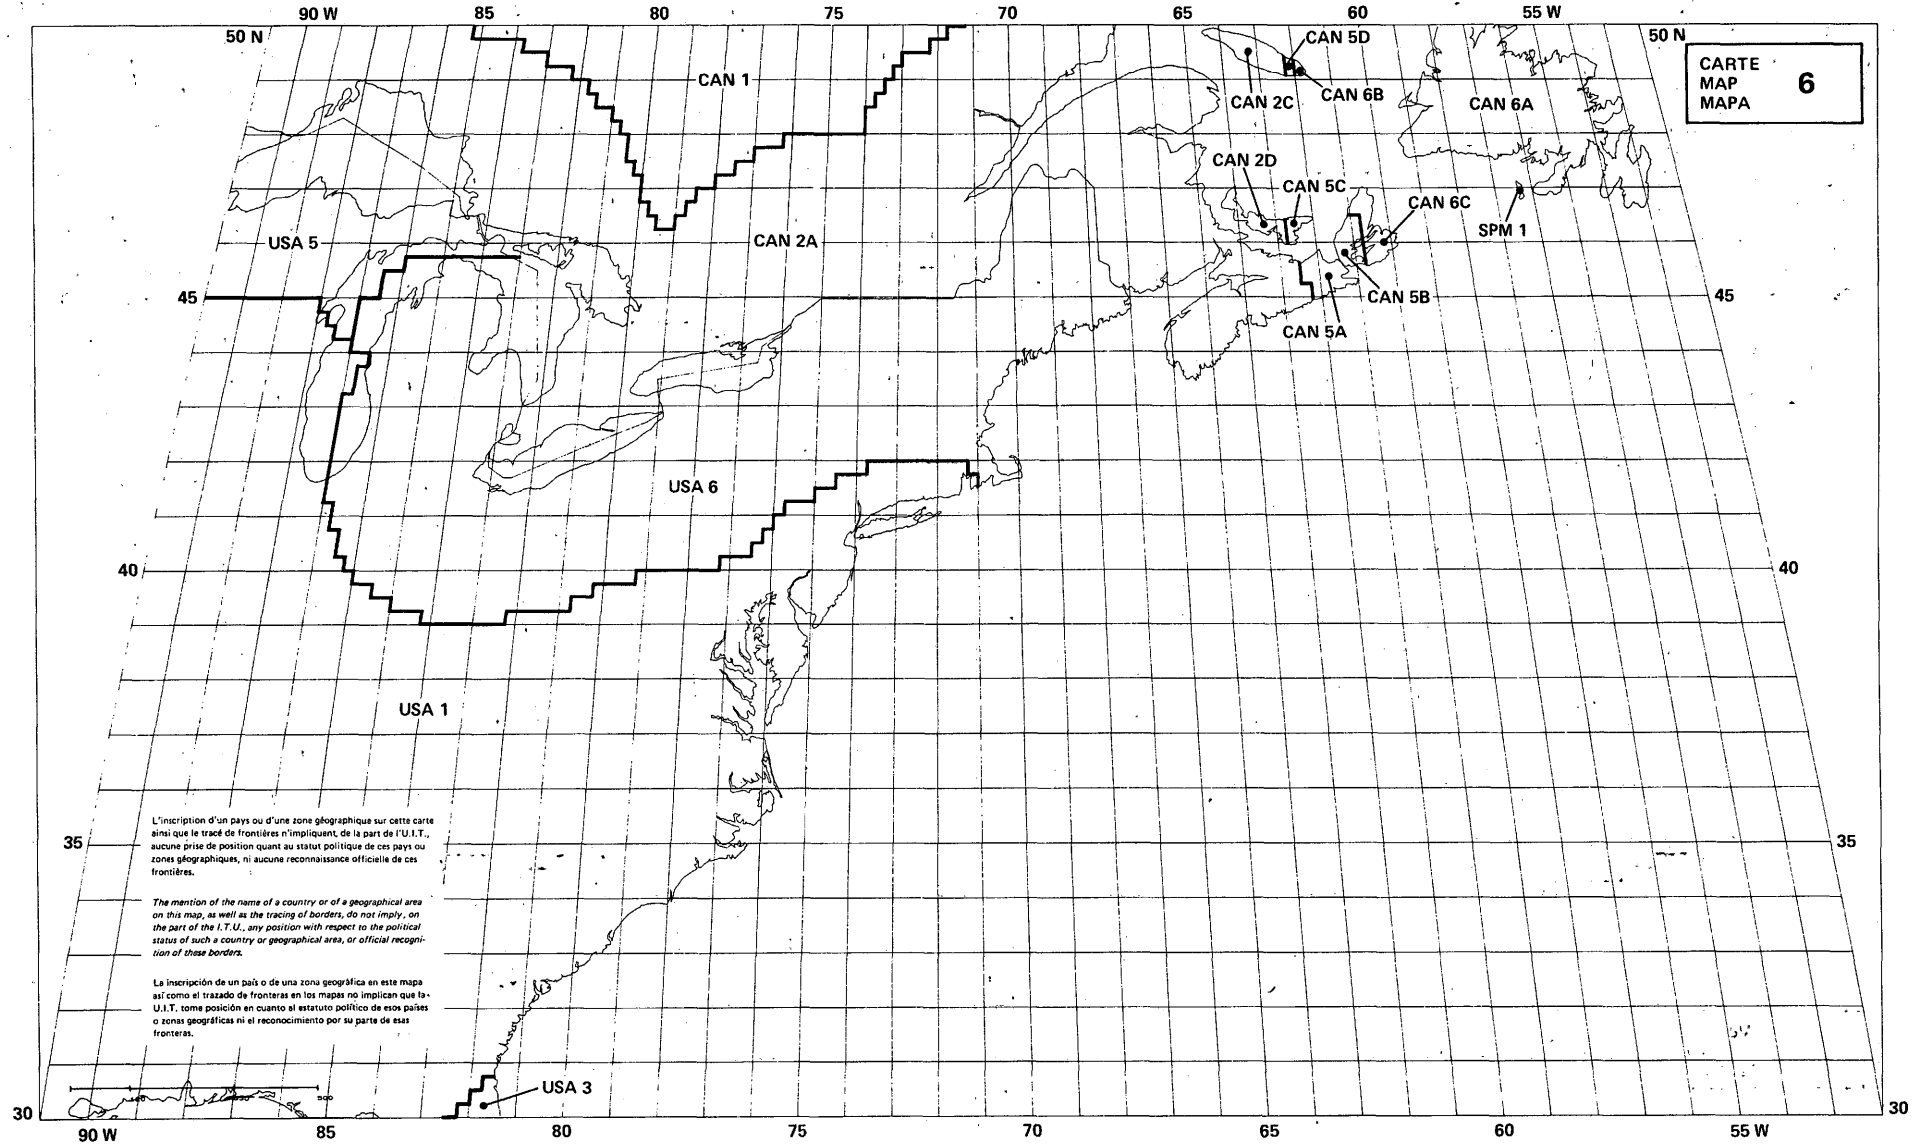 90 W 85 80 75 70 65 60 55 W
50 N 50 N
CARTE
MAP 6
MAPA
CAN 5D
CAN 1
CAN 2C
CAN 6B
CAN 6A
CAN 2D
CAN 5C
CAN 6C
SPM 1
USA 5
CAN 2A
45 45
CAN 5B
CAN 5A
USA 6
40 40
USA 1
L'inscription d'un pays ou d'une zone géographique sur cette carte
ainsi que le tracé de frontières n'impliquent, de la part de l'U.I.T.,
aucune prise de position quant au statut politique de ces pays ou
zones géographiques, ni aucune reconnaissance officielle de ces
frontières.
35 35
The mention of the name of a country or of a geographical area
on this map, as well as the tracing of borders, do not imply, on
the part of the I.T.U., any position with respect to the political
status of such a country or geographical area, or official recogni-
tion of these borders.
La inscripción de un país o de una zona geográfica en este mapa
así como el trazado de fronteras en los mapas no implican que la
U.I.T. tome posición en cuanto al estatuto político de esos países
o zonas geográficas ni el reconocimiento por su parte de esas
fronteras.
USA 3
30 30
90 W 85 80 75 70 65 60 55 W